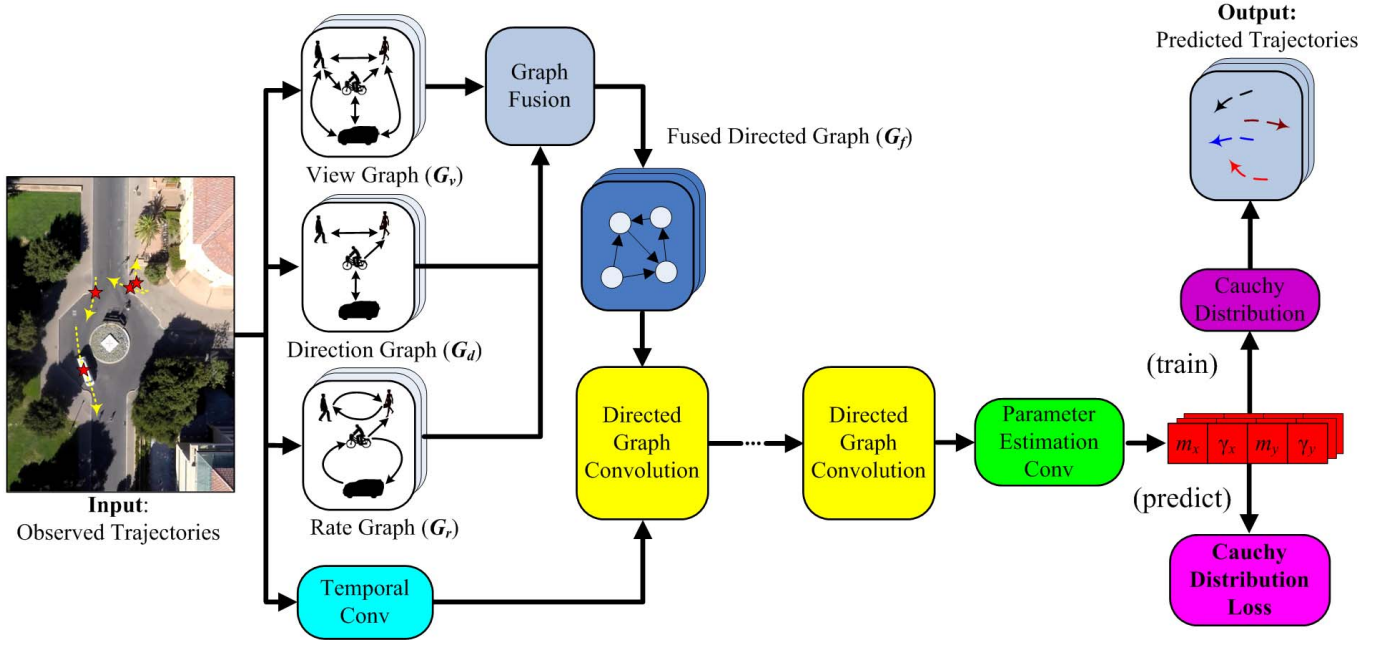 Input:
Observed Trajectories
View Graph (Gv)
Direction Graph (Gd)
Rate Graph (Gr)
Temporal
Conv
Graph
Fusion
Fused Directed Graph (Gf)
Directed
Graph
Convolution
...
Directed
Graph
Convolution
Parameter
Estimation
Conv
mx γx my γy
(train)
(predict)
Cauchy
Distribution
Output:
Predicted Trajectories
Cauchy
Distribution
Loss